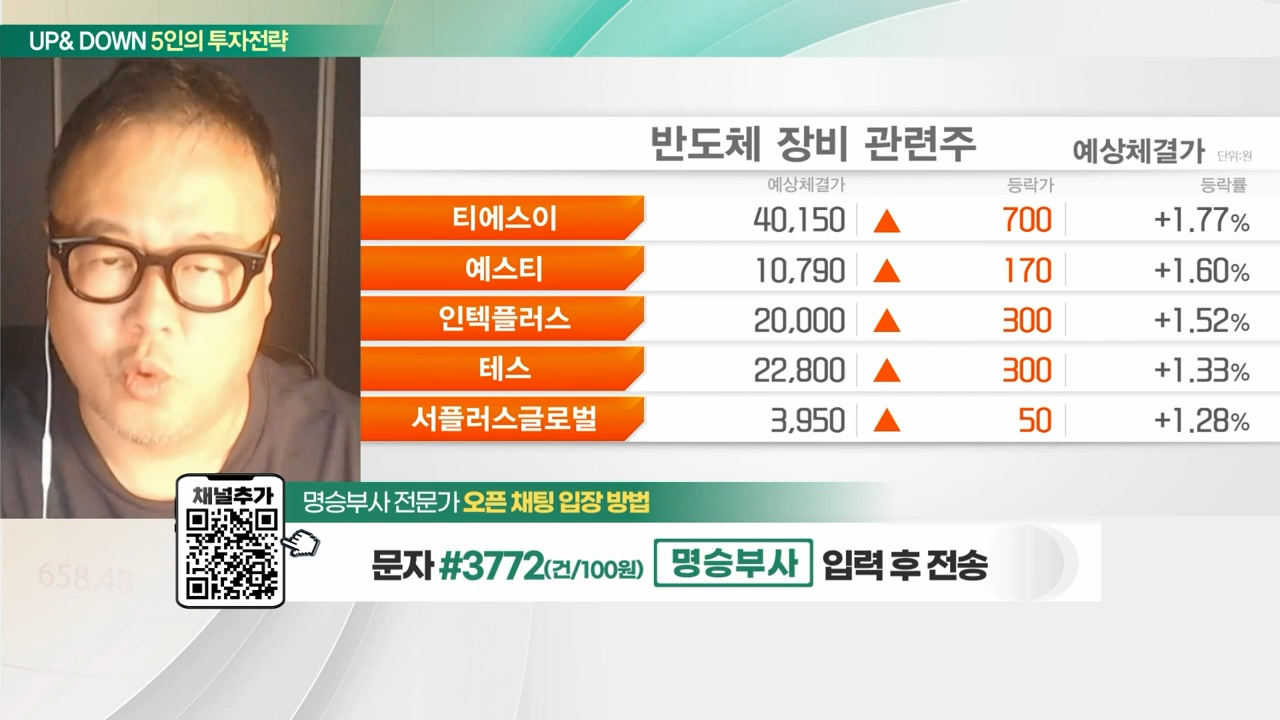 UP& DOWN 5인의 투자전략
반도체 장비 관련주 예상체결가 단위:원
예상체결가 등락가 등락률
티에스이 40,150 ▲ 700 +1.77%
예스티 10,790 ▲ 170 +1.60%
인텍플러스 20,000 ▲ 300 +1.52%
테스 22,800 ▲ 300 +1.33%
서플러스글로벌 3,950 ▲ 50 +1.28%
채널추가
명승부사 전문가 오픈 채팅 입장 방법
문자 #3772(건/100원) 명승부사 입력 후 전송
658.48